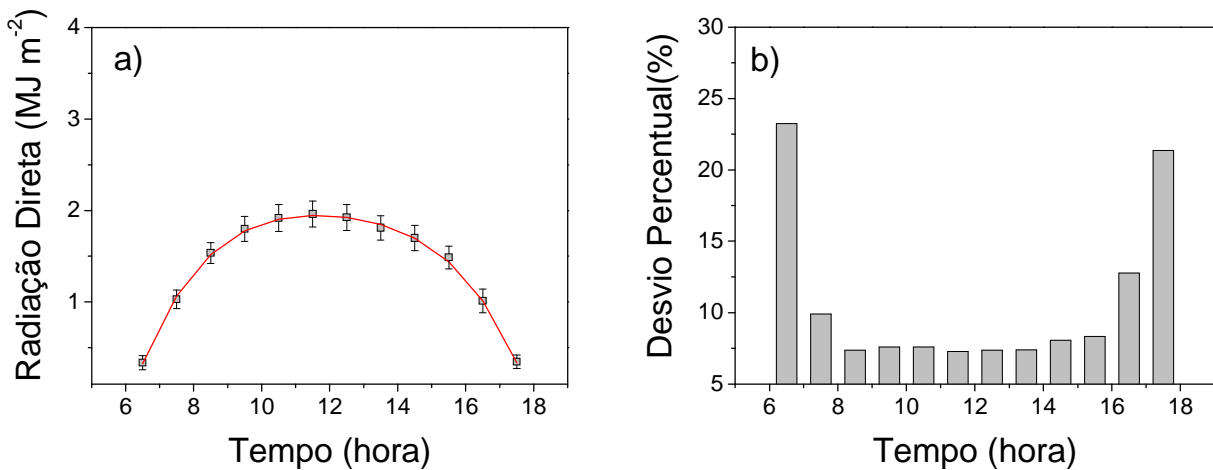 a)
Radiação Direta (MJ m⁻²)
4
3
2
1
6 8 10 12 14 16 18
Tempo (hora)
b)
Desvio Percentual(%)
30
25
20
15
10
5
6 8 10 12 14 16 18
Tempo (hora)